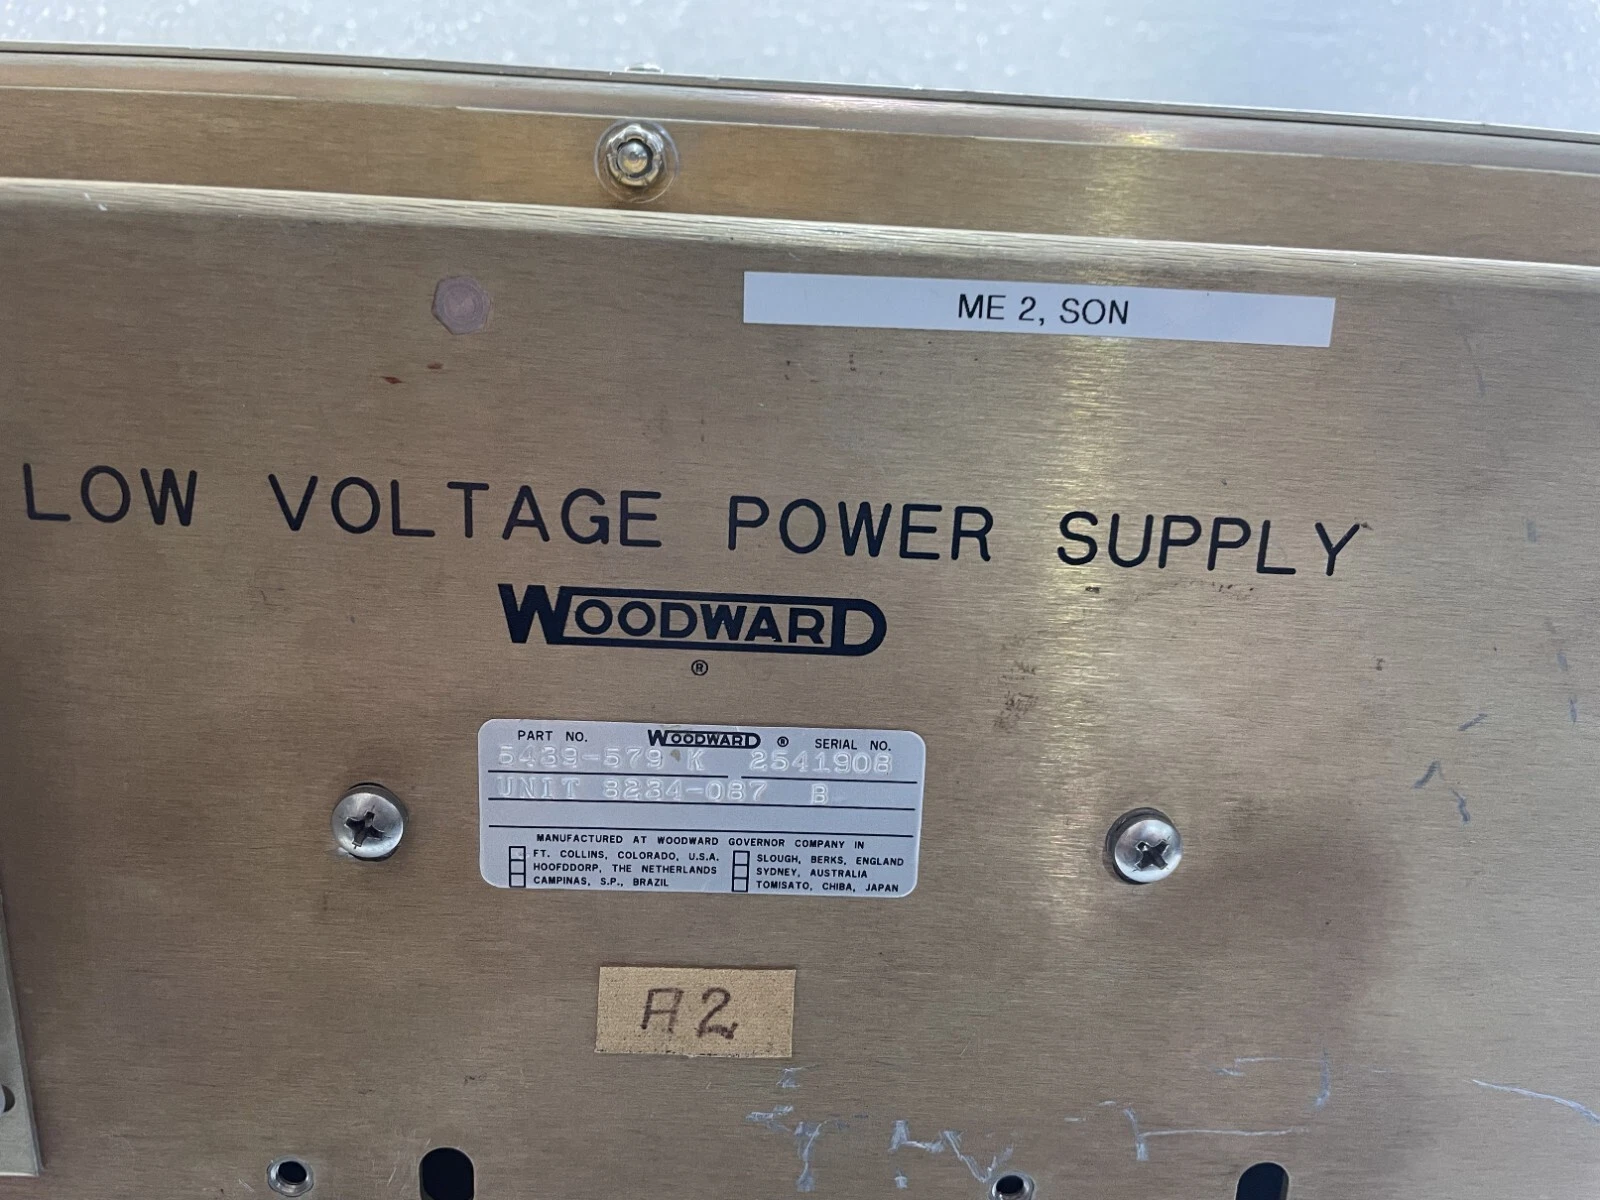 ME 2, SON
LOW VOLTAGE POWER SUPPLY
WOODWARD
®
PART NO. WOODWARD ® SERIAL NO.
5439-579 K 2541908
UNIT 8234-087 B
MANUFACTURED AT WOODWARD GOVERNOR COMPANY IN
FT. COLLINS, COLORADO, U.S.A. SLOUGH, BERKS, ENGLAND
HOOFDDORP, THE NETHERLANDS SYDNEY, AUSTRALIA
CAMPINAS, S.P., BRAZIL TOMISATO, CHIBA, JAPAN
A2